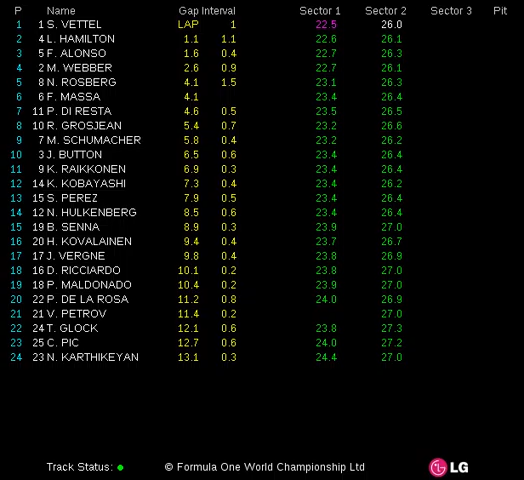 P Name Gap Interval Sector 1 Sector 2 Sector 3 Pit
1 1 S. VETTEL LAP 1 22.5 26.0
2 4 L. HAMILTON 1.1 1.1 22.6 26.1
3 5 F. ALONSO 1.6 0.4 22.7 26.3
4 2 M. WEBBER 2.6 0.9 22.7 26.1
5 8 N. ROSBERG 4.1 1.5 23.1 26.3
6 6 F. MASSA 4.1 23.4 26.4
7 11 P. DI RESTA 4.6 0.5 23.5 26.5
8 10 R. GROSJEAN 5.4 0.7 23.2 26.6
9 7 M. SCHUMACHER 5.8 0.4 23.2 26.2
10 3 J. BUTTON 6.5 0.6 23.4 26.4
11 9 K. RAIKKONEN 6.9 0.3 23.4 26.4
12 14 K. KOBAYASHI 7.3 0.4 23.4 26.2
13 15 S. PEREZ 7.9 0.5 23.4 26.4
14 12 N. HULKENBERG 8.5 0.6 23.4 26.4
15 19 B. SENNA 8.9 0.3 23.9 27.0
16 20 H. KOVALAINEN 9.4 0.4 23.7 26.7
17 17 J. VERGNE 9.8 0.4 23.8 26.9
18 16 D. RICCIARDO 10.1 0.2 23.8 27.0
19 18 P. MALDONADO 10.4 0.2 23.9 27.0
20 22 P. DE LA ROSA 11.2 0.8 24.0 26.9
21 21 V. PETROV 11.4 0.2 27.0
22 24 T. GLOCK 12.1 0.6 23.8 27.3
23 25 C. PIC 12.7 0.6 24.0 27.2
24 23 N. KARTHIKEYAN 13.1 0.3 24.4 27.0
Track Status: © Formula One World Championship Ltd LG